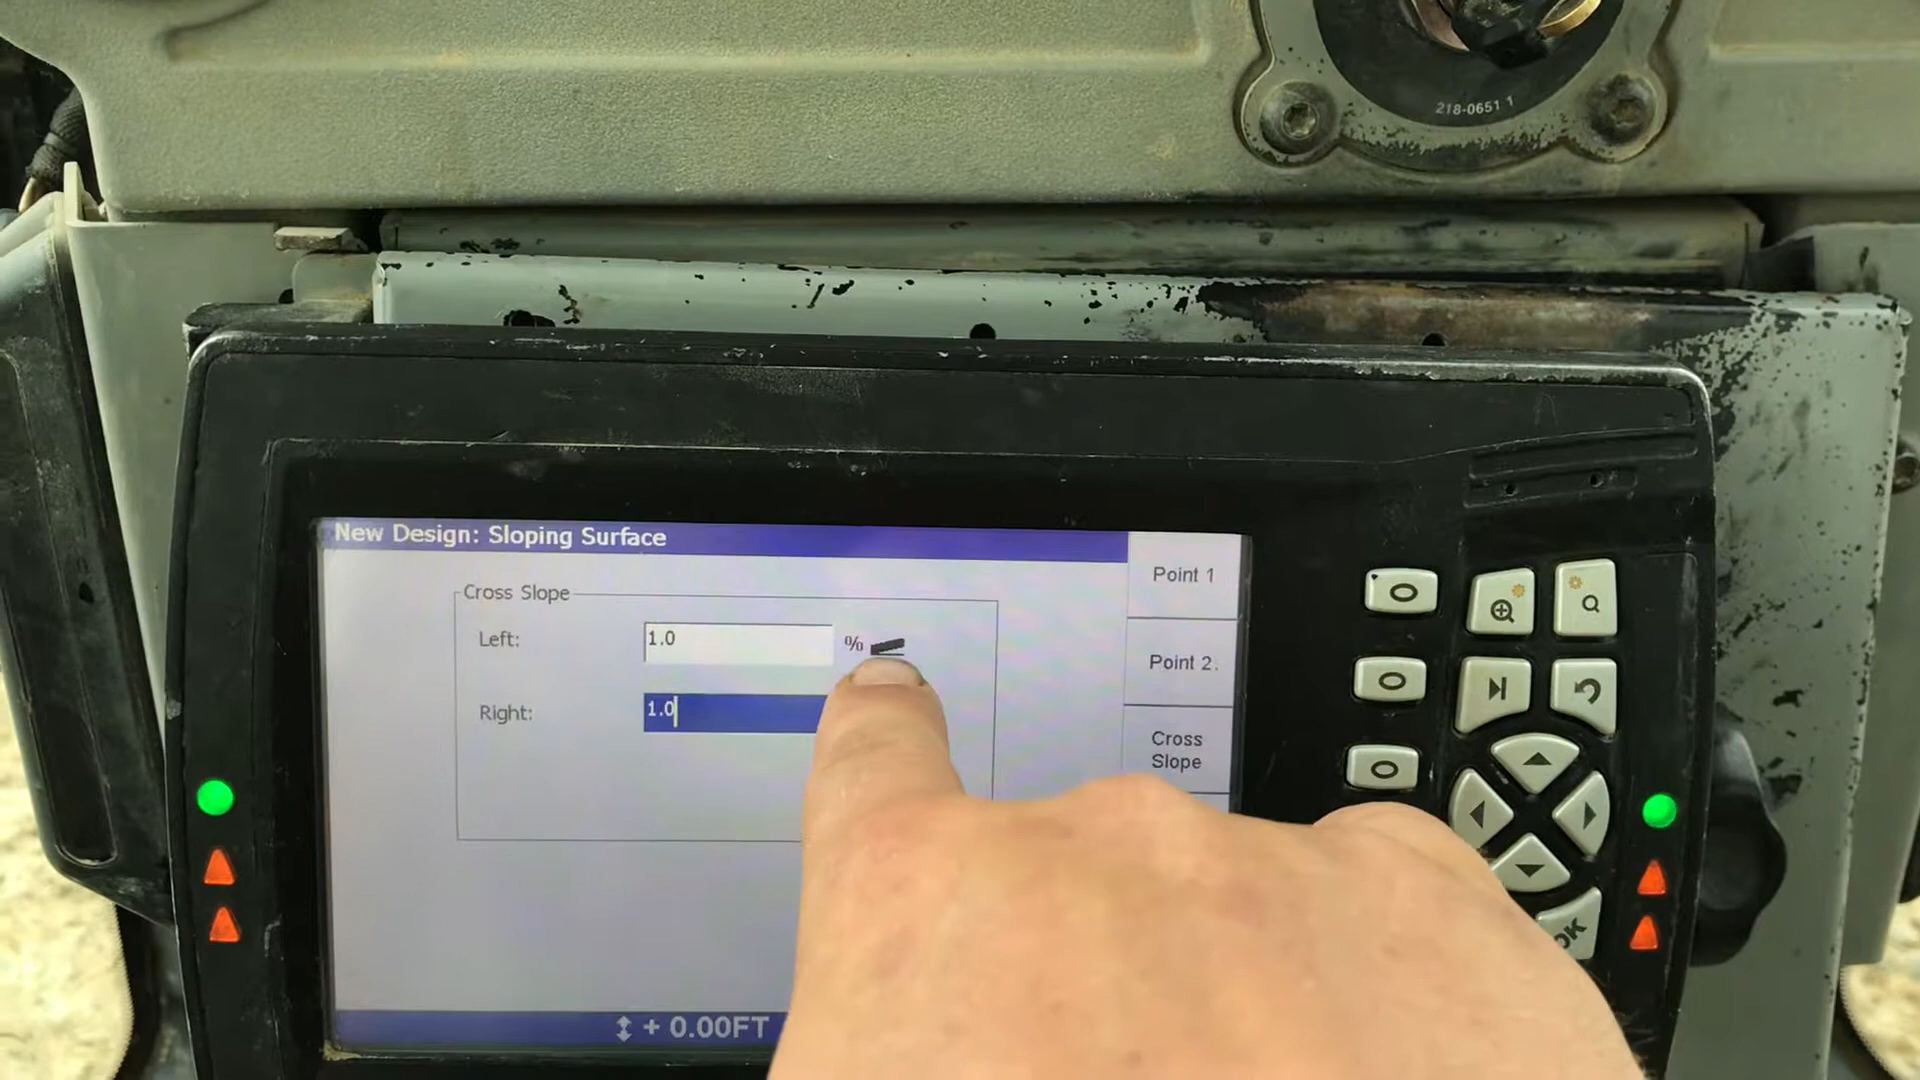 218-0651 1
New Design: Sloping Surface
Point 1
Cross Slope
Left:
1.0
%
Point 2.
Right:
1.0
Cross
Slope
OK
+ 0.00FT